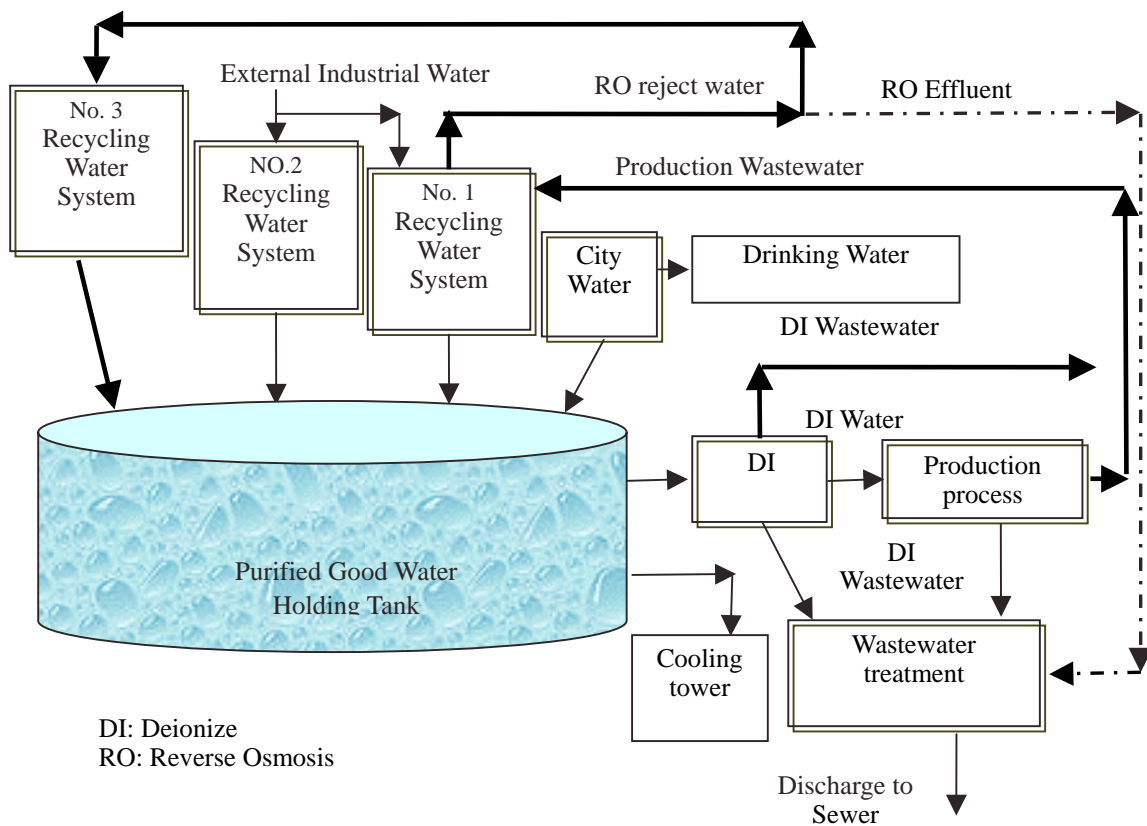 External Industrial Water
RO reject water
RO Effluent
No. 3
Recycling
Water
System
NO.2
Recycling
Water
System
No. 1
Recycling
Water
System
Production Wastewater
City
Water
Drinking Water
DI Wastewater
DI Water
DI
Production
process
DI
Wastewater
Purified Good Water
Holding Tank
Cooling
tower
Wastewater
treatment
DI: Deionize
RO: Reverse Osmosis
Discharge to
Sewer